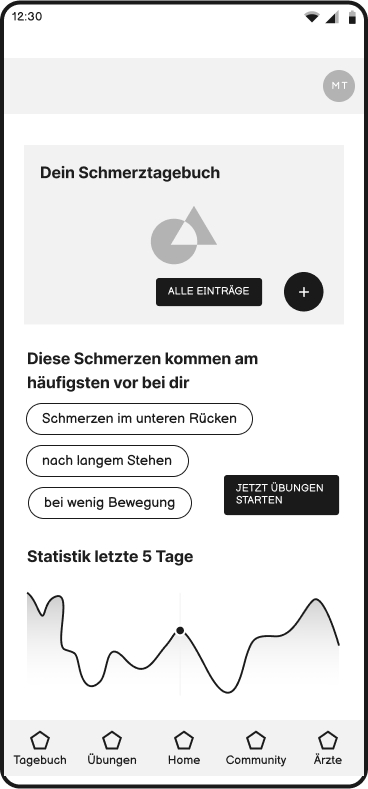 12:30
MT
Dein Schmerztagebuch
ALLE EINTRÄGE
+
Diese Schmerzen kommen am
häufigsten vor bei dir
Schmerzen im unteren Rücken
nach langem Stehen
bei wenig Bewegung
JETZT ÜBUNGEN
STARTEN
Statistik letzte 5 Tage
Tagebuch
Übungen
Home
Community
Ärzte